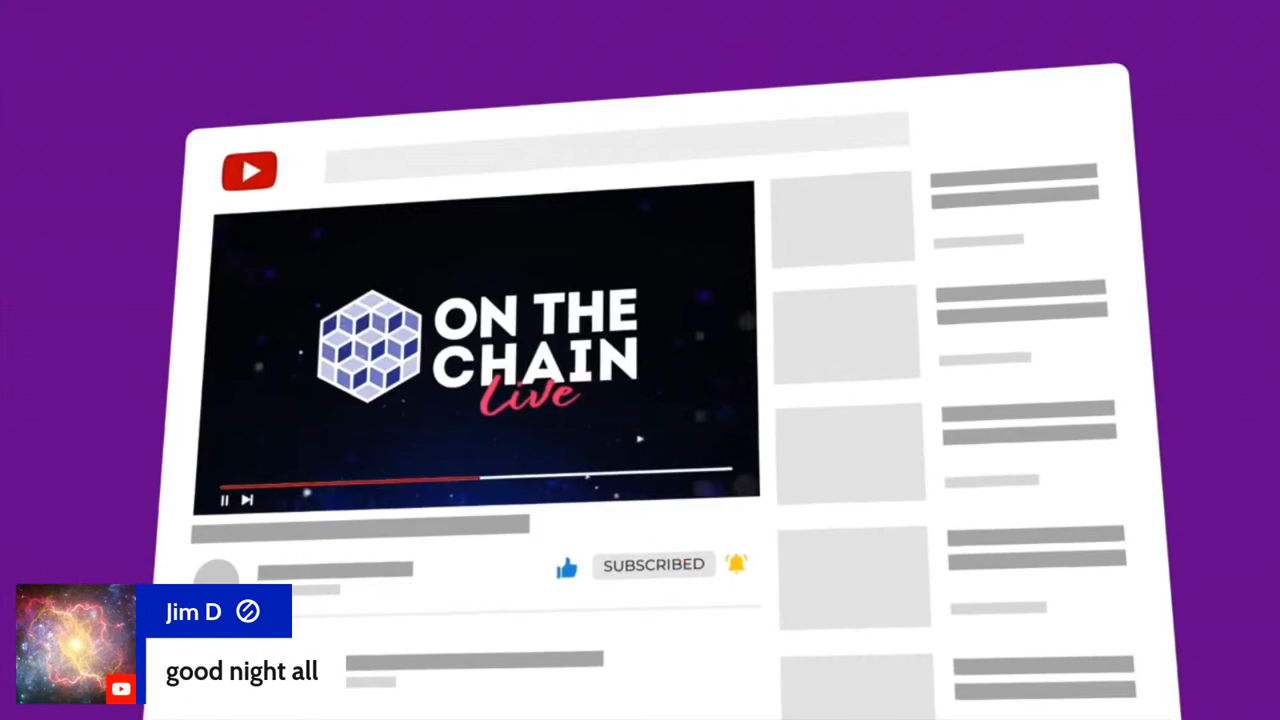 ON THE
CHAIN
Live
SUBSCRIBED
Jim D
good night all